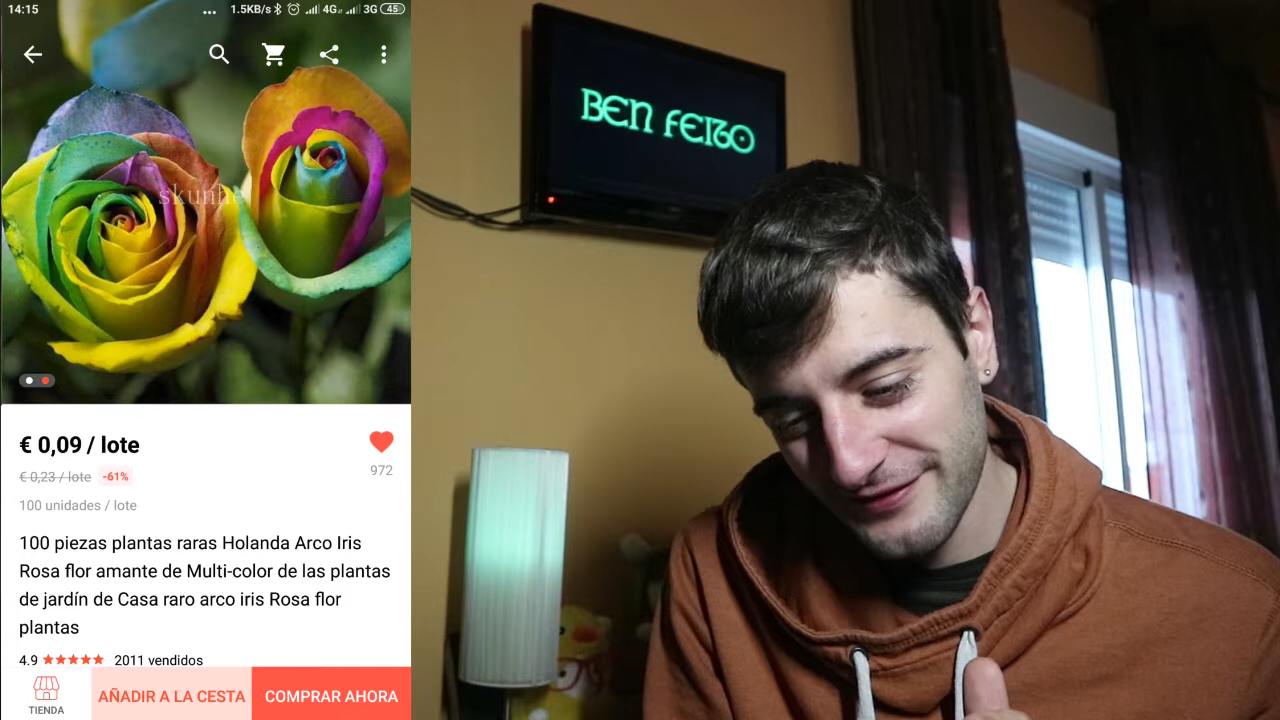 14:15
... 1.5KB/s 4G 3G 45
skunhe
€ 0,09 / lote
€ 0,23 / lote -61%
972
100 unidades / lote
100 piezas plantas raras Holanda Arco Iris
Rosa flor amante de Multi-color de las plantas
de jardín de Casa raro arco iris Rosa flor
plantas
4.9 ★★★★★ 2011 vendidos
TIENDA
AÑADIR A LA CESTA
COMPRAR AHORA
BEN FEITO